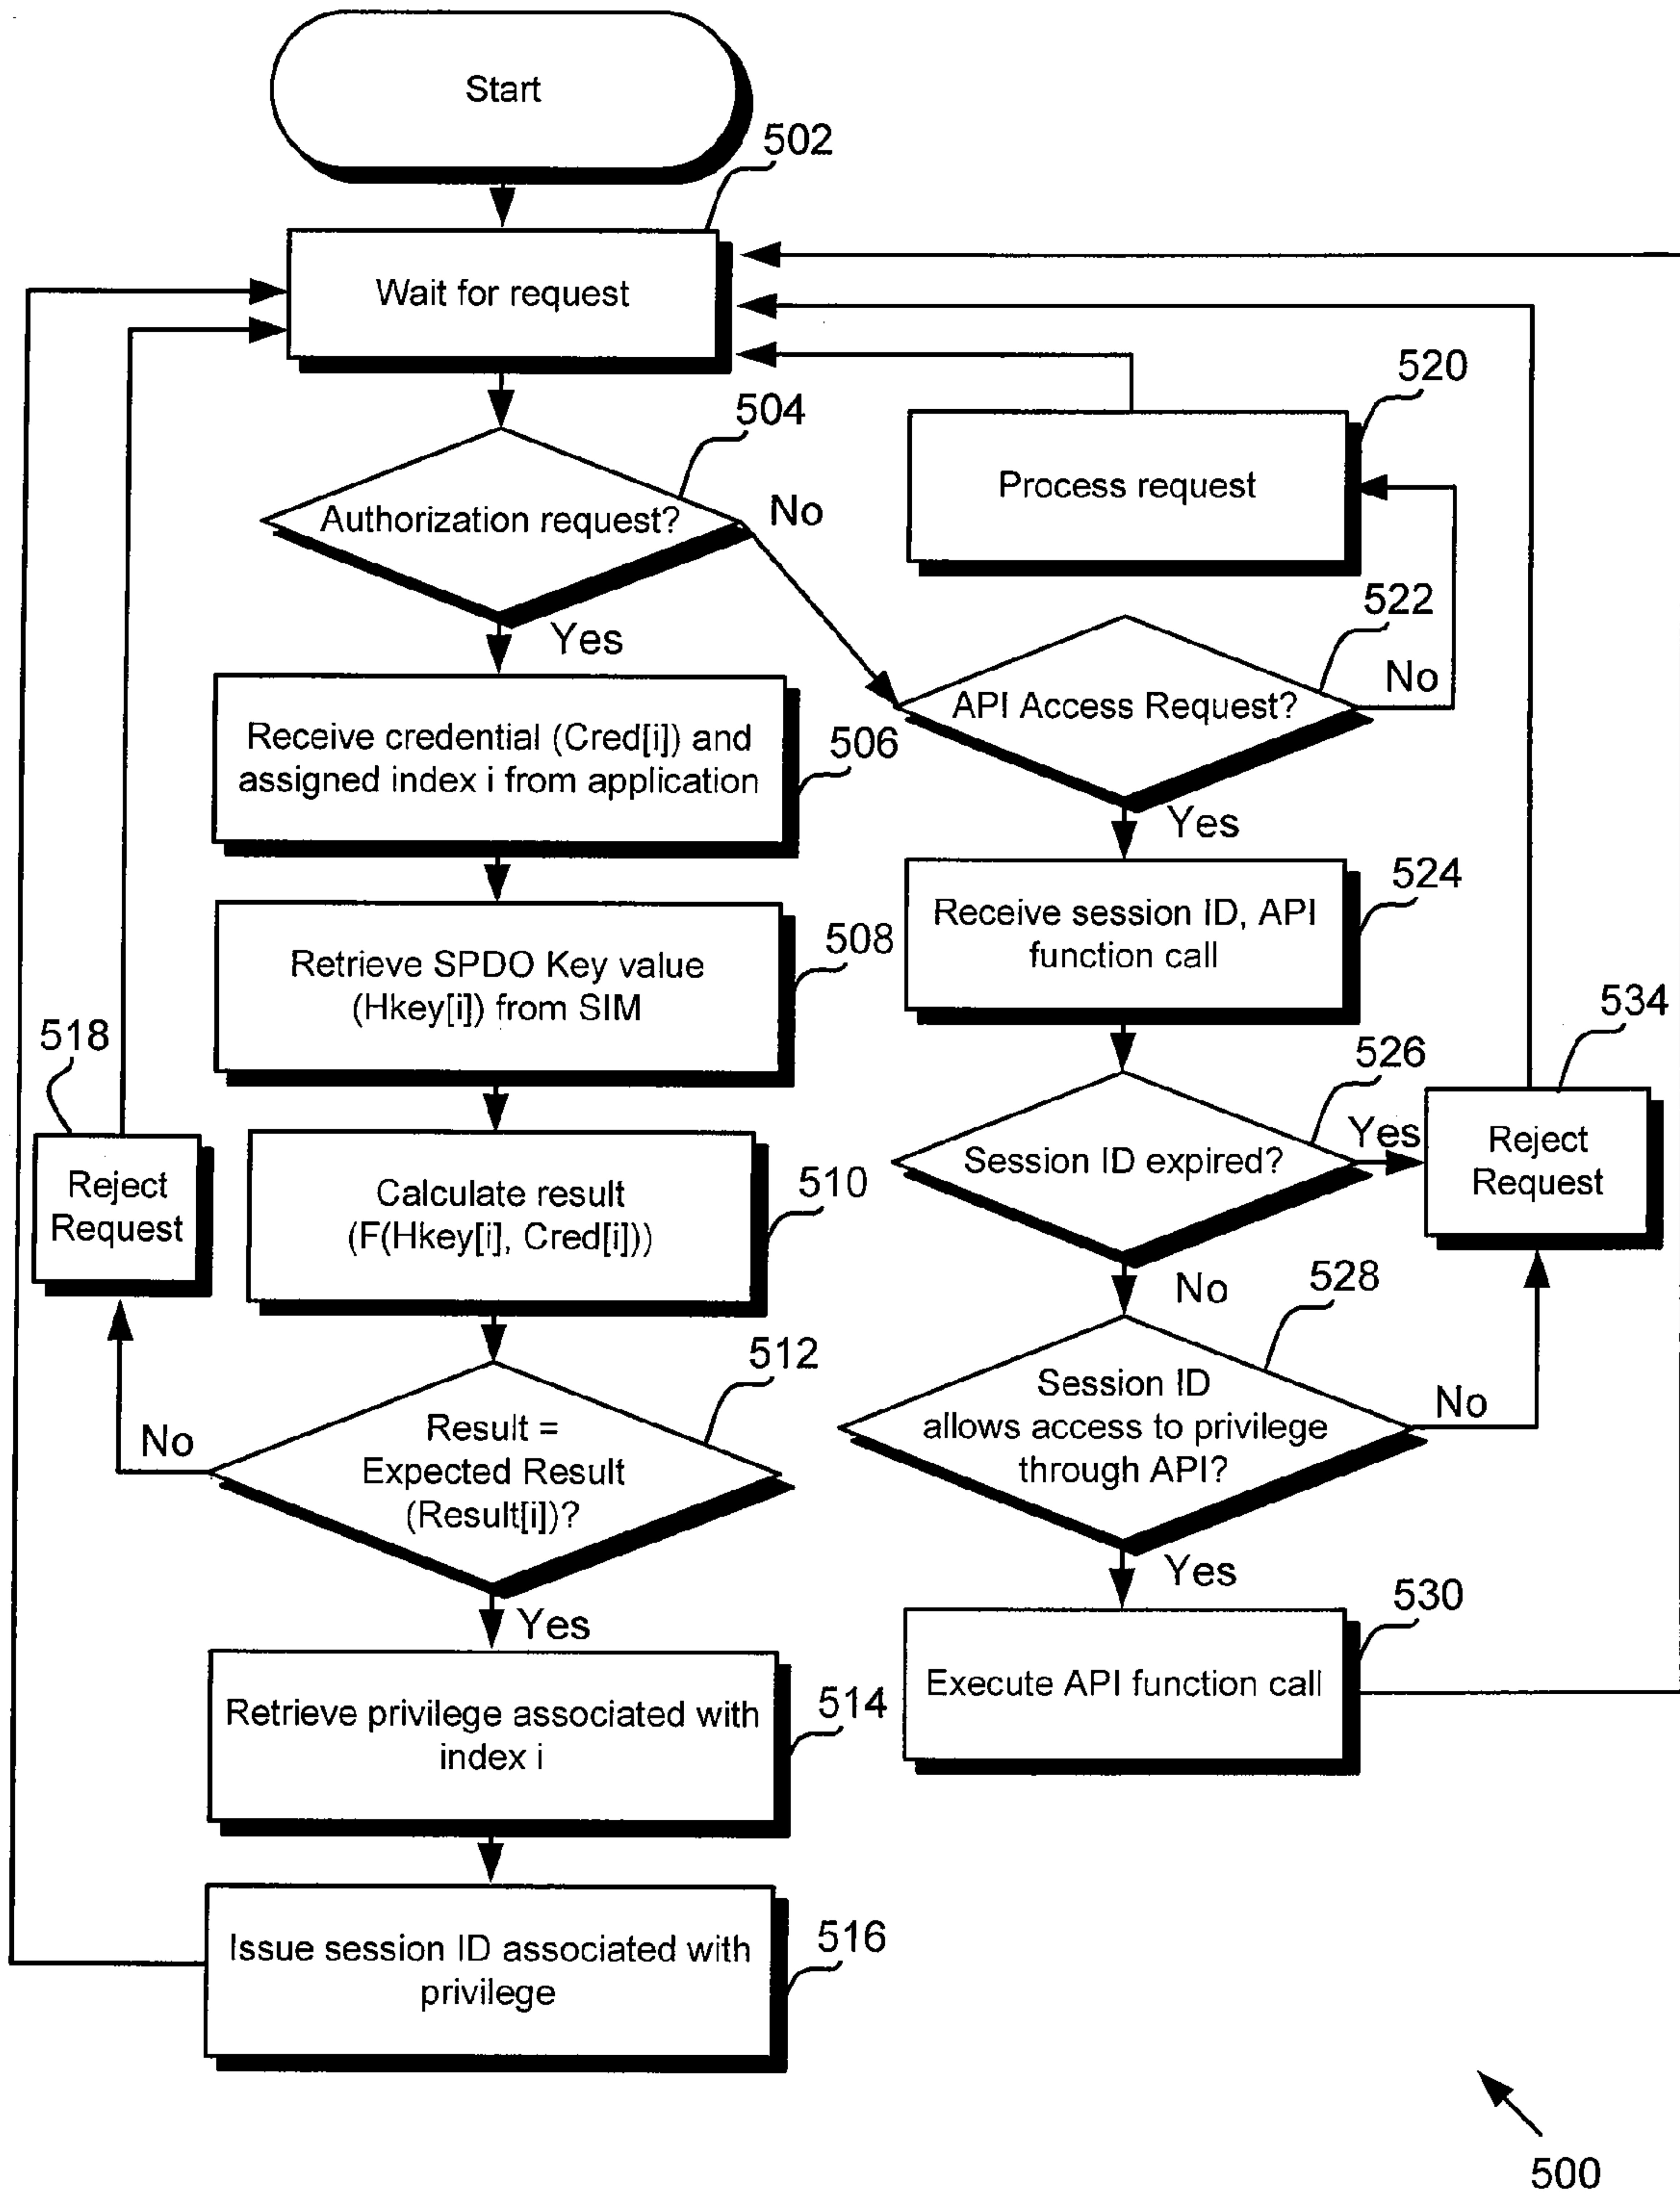 Start
502
Wait for request
504
Authorization request?
No
Yes
Receive credential (Cred[i]) and
assigned index i from application
506
Retrieve SPDO Key value
(Hkey[i]) from SIM
508
518
Reject
Request
Calculate result
(F(Hkey[i], Cred[i]))
510
512
Result =
Expected Result
(Result[i])?
No
Yes
Retrieve privilege associated with
index i
514
Issue session ID associated with
privilege
516
520
Process request
522
API Access Request?
No
Yes
524
Receive session ID, API
function call
526
Session ID expired?
Yes
534
Reject
Request
No
528
Session ID
allows access to privilege
through API?
No
Yes
530
Execute API function call
500